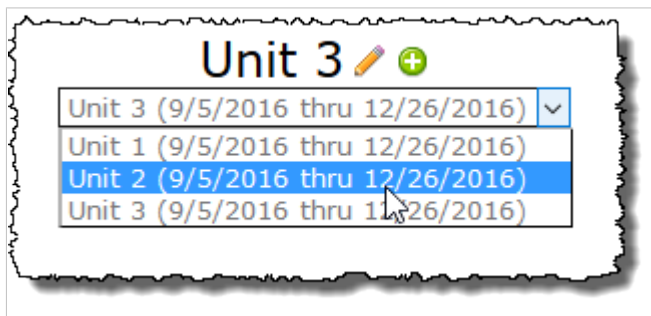 Unit 3
Unit 3 (9/5/2016 thru 12/26/2016)
Unit 1 (9/5/2016 thru 12/26/2016)
Unit 2 (9/5/2016 thru 12/26/2016)
Unit 3 (9/5/2016 thru 12/26/2016)